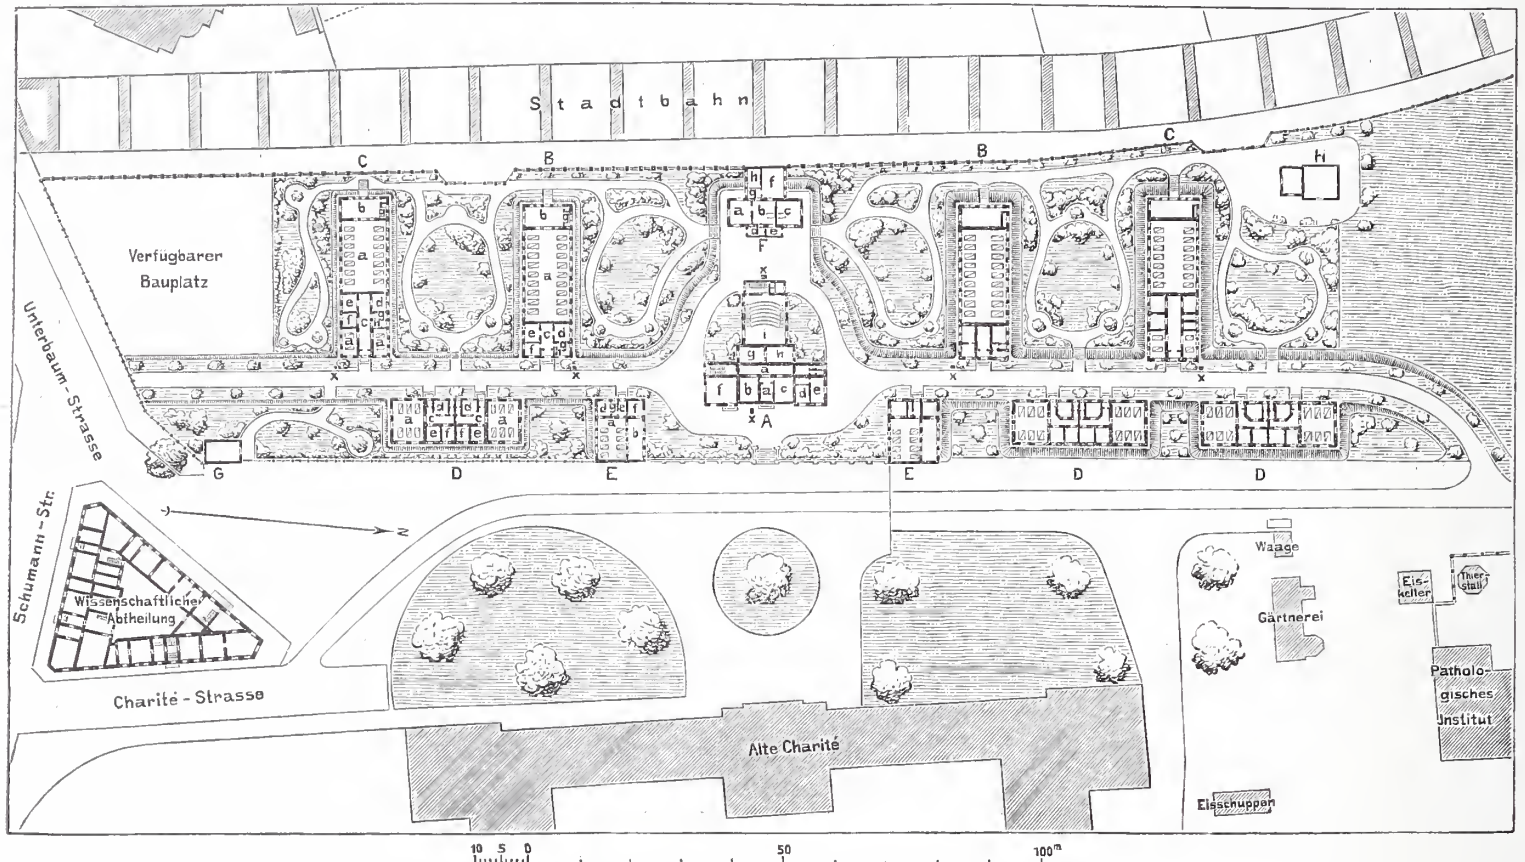 Stadtbahn
C
B
B
C
H
h f
g
a b c
d e
F
b
b g
a
a
e d
f c g
h
a a
e c d
f g
Verfügbarer
Bauplatz
Unterbaum-Strasse
x
x
x
x
x
i
g h
a
f b a c d e
x
A
a d d a
e f f e
d g e f
a b
G
D
E
E
D
D
N
Schumann-Str.
Wissenschaftliche
Abtheilung
Charité-Strasse
Alte Charité
Waage
Gärtnerei
Eis-
keller
Thier-
stall
Patholo-
gisches
Institut
Eisschuppen
10 5 0 50 100m